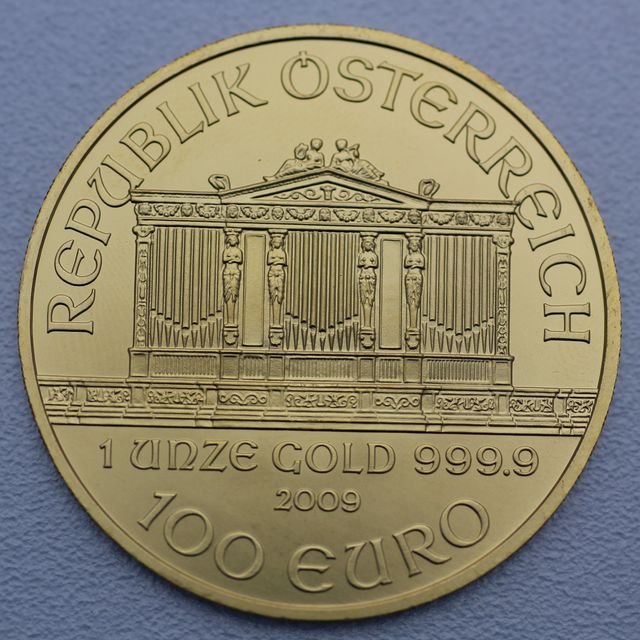 REPUBLIK ÖSTERREICH
1 UNZE GOLD 999.9
2009
100 EURO